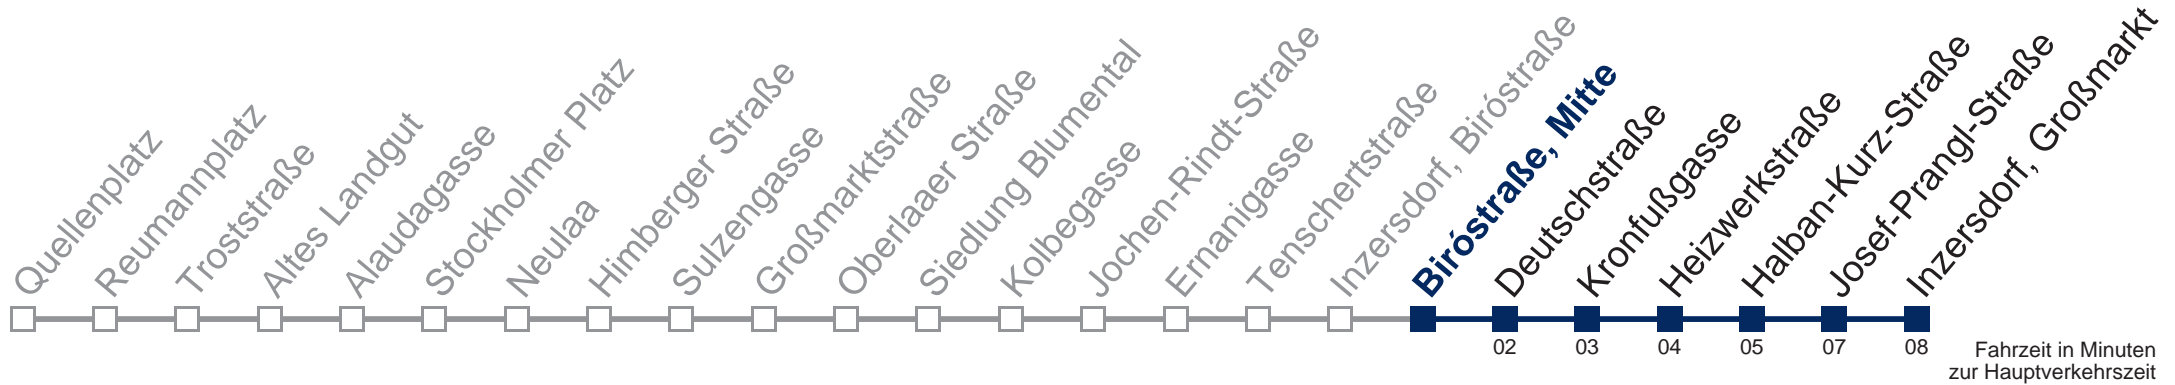 Quellenplatz
Reumannplatz
Troststraße
Altes Landgut
Alaudagasse
Stockholmer Platz
Neulaa
Himberger Straße
Sulzengasse
Großmarktstraße
Oberlaaer Straße
Siedlung Blumental
Kolbegasse
Jochen-Rindt-Straße
Ernanigasse
Tenschertstraße
Inzersdorf, Biróstraße
Biróstraße, Mitte
Deutschstraße
Kronfußgasse
Heizwerkstraße
Halban-Kurz-Straße
Josef-Prangl-Straße
Inzersdorf, Großmarkt
02 03 04 05 07 08
Fahrzeit in Minuten
zur Hauptverkehrszeit